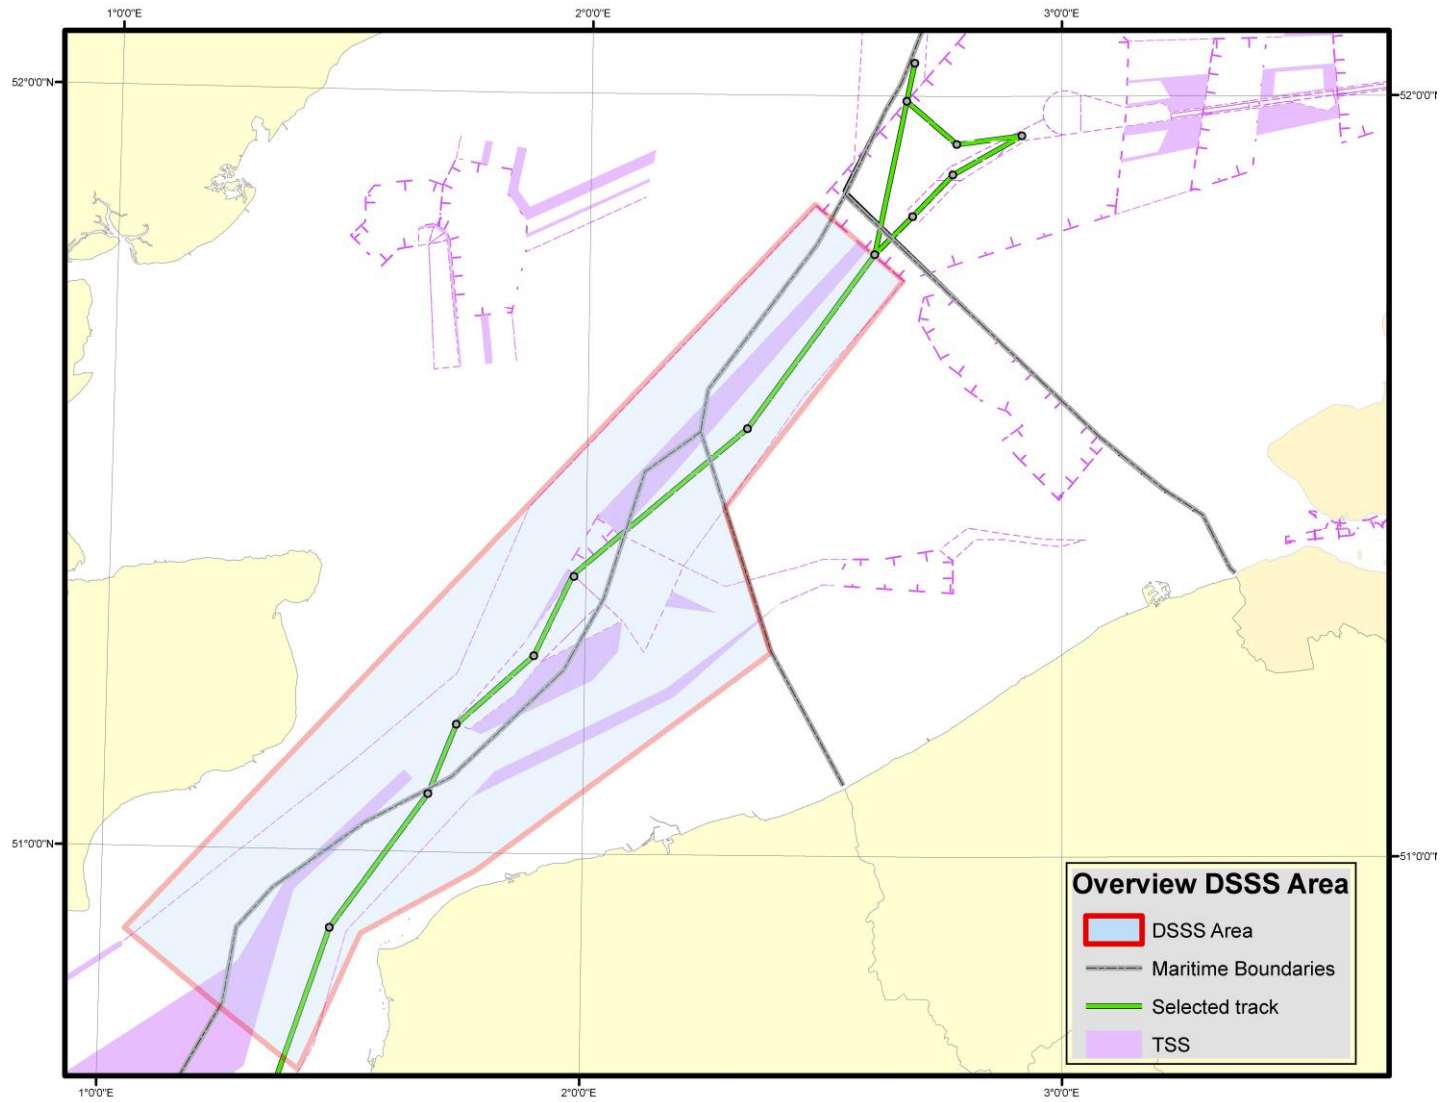 1°0'0"E 2°0'0"E 3°0'0"E
52°0'0"N 52°0'0"N
51°0'0"N 51°0'0"N
Overview DSSS Area
DSSS Area
Maritime Boundaries
Selected track
TSS
1°0'0"E 2°0'0"E 3°0'0"E